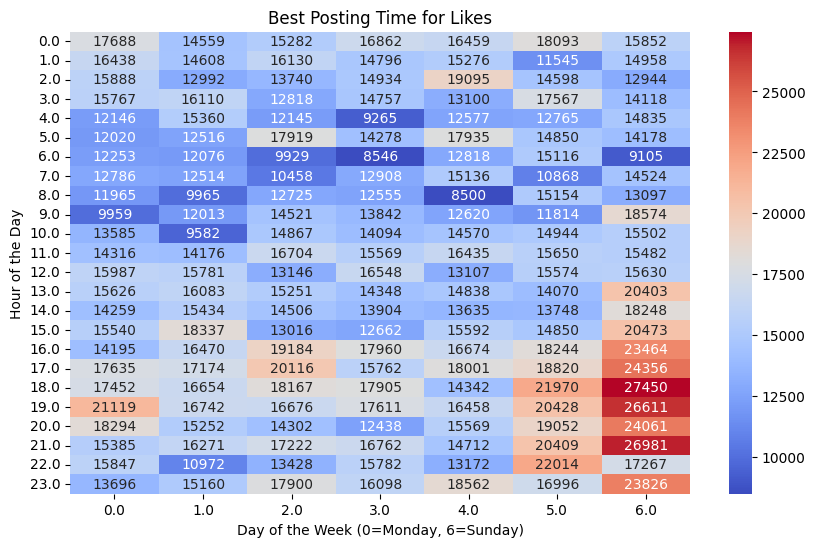 Best Posting Time for Likes
0.0 17688 14559 15282 16862 16459 18093 15852
1.0 16438 14608 16130 14796 15276 11545 14958
2.0 15888 12992 13740 14934 19095 14598 12944
3.0 15767 16110 12818 14757 13100 17567 14118
4.0 12146 15360 12145 9265 12577 12765 14835
5.0 12020 12516 17919 14278 17935 14850 14178
6.0 12253 12076 9929 8546 12818 15116 9105
7.0 12786 12514 10458 12908 15136 10868 14524
8.0 11965 9965 12725 12555 8500 15154 13097
9.0 9959 12013 14521 13842 12620 11814 18574
10.0 13585 9582 14867 14094 14570 14944 15502
11.0 14316 14176 16704 15569 16435 15650 15482
12.0 15987 15781 13146 16548 13107 15574 15630
13.0 15626 16083 15251 14348 14838 14070 20403
14.0 14259 15434 14506 13904 13635 13748 18248
15.0 15540 18337 13016 12662 15592 14850 20473
16.0 14195 16470 19184 17960 16674 18244 23464
17.0 17635 17174 20116 15762 18001 18820 24356
18.0 17452 16654 18167 17905 14342 21970 27450
19.0 21119 16742 16676 17611 16458 20428 26611
20.0 18294 15252 14302 12438 15569 19052 24061
21.0 15385 16271 17222 16762 14712 20409 26981
22.0 15847 10972 13428 15782 13172 22014 17267
23.0 13696 15160 17900 16098 18562 16996 23826
0.0 1.0 2.0 3.0 4.0 5.0 6.0
Day of the Week (0=Monday, 6=Sunday)
Hour of the Day
25000
22500
20000
17500
15000
12500
10000